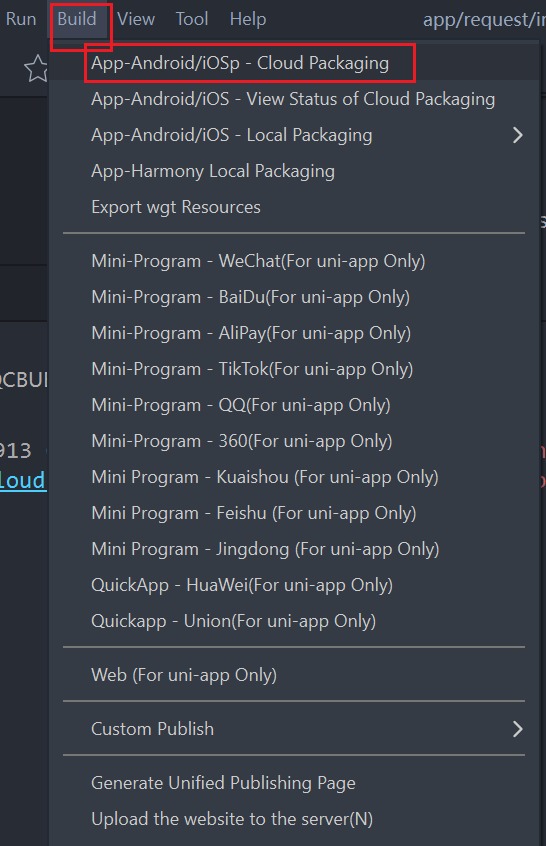 Run Build View Tool Help app/request/i
App-Android/iOSp - Cloud Packaging
App-Android/iOS - View Status of Cloud Packaging
App-Android/iOS - Local Packaging
App-Harmony Local Packaging
Export wgt Resources
Mini-Program - WeChat(For uni-app Only)
Mini-Program - BaiDu(For uni-app Only)
Mini-Program - AliPay(For uni-app Only)
Mini-Program - TikTok(For uni-app Only)
QCBUI
Mini-Program - QQ(For uni-app Only)
Mini-Program - 360(For uni-app Only)
913
Mini Program - Kuaishou (For uni-app Only)
loud
Mini Program - Feishu (For uni-app Only)
Mini Program - Jingdong (For uni-app Only)
QuickApp - HuaWei(For uni-app Only)
Quickapp - Union(For uni-app Only)
Web (For uni-app Only)
Custom Publish
Generate Unified Publishing Page
Upload the website to the server(N)